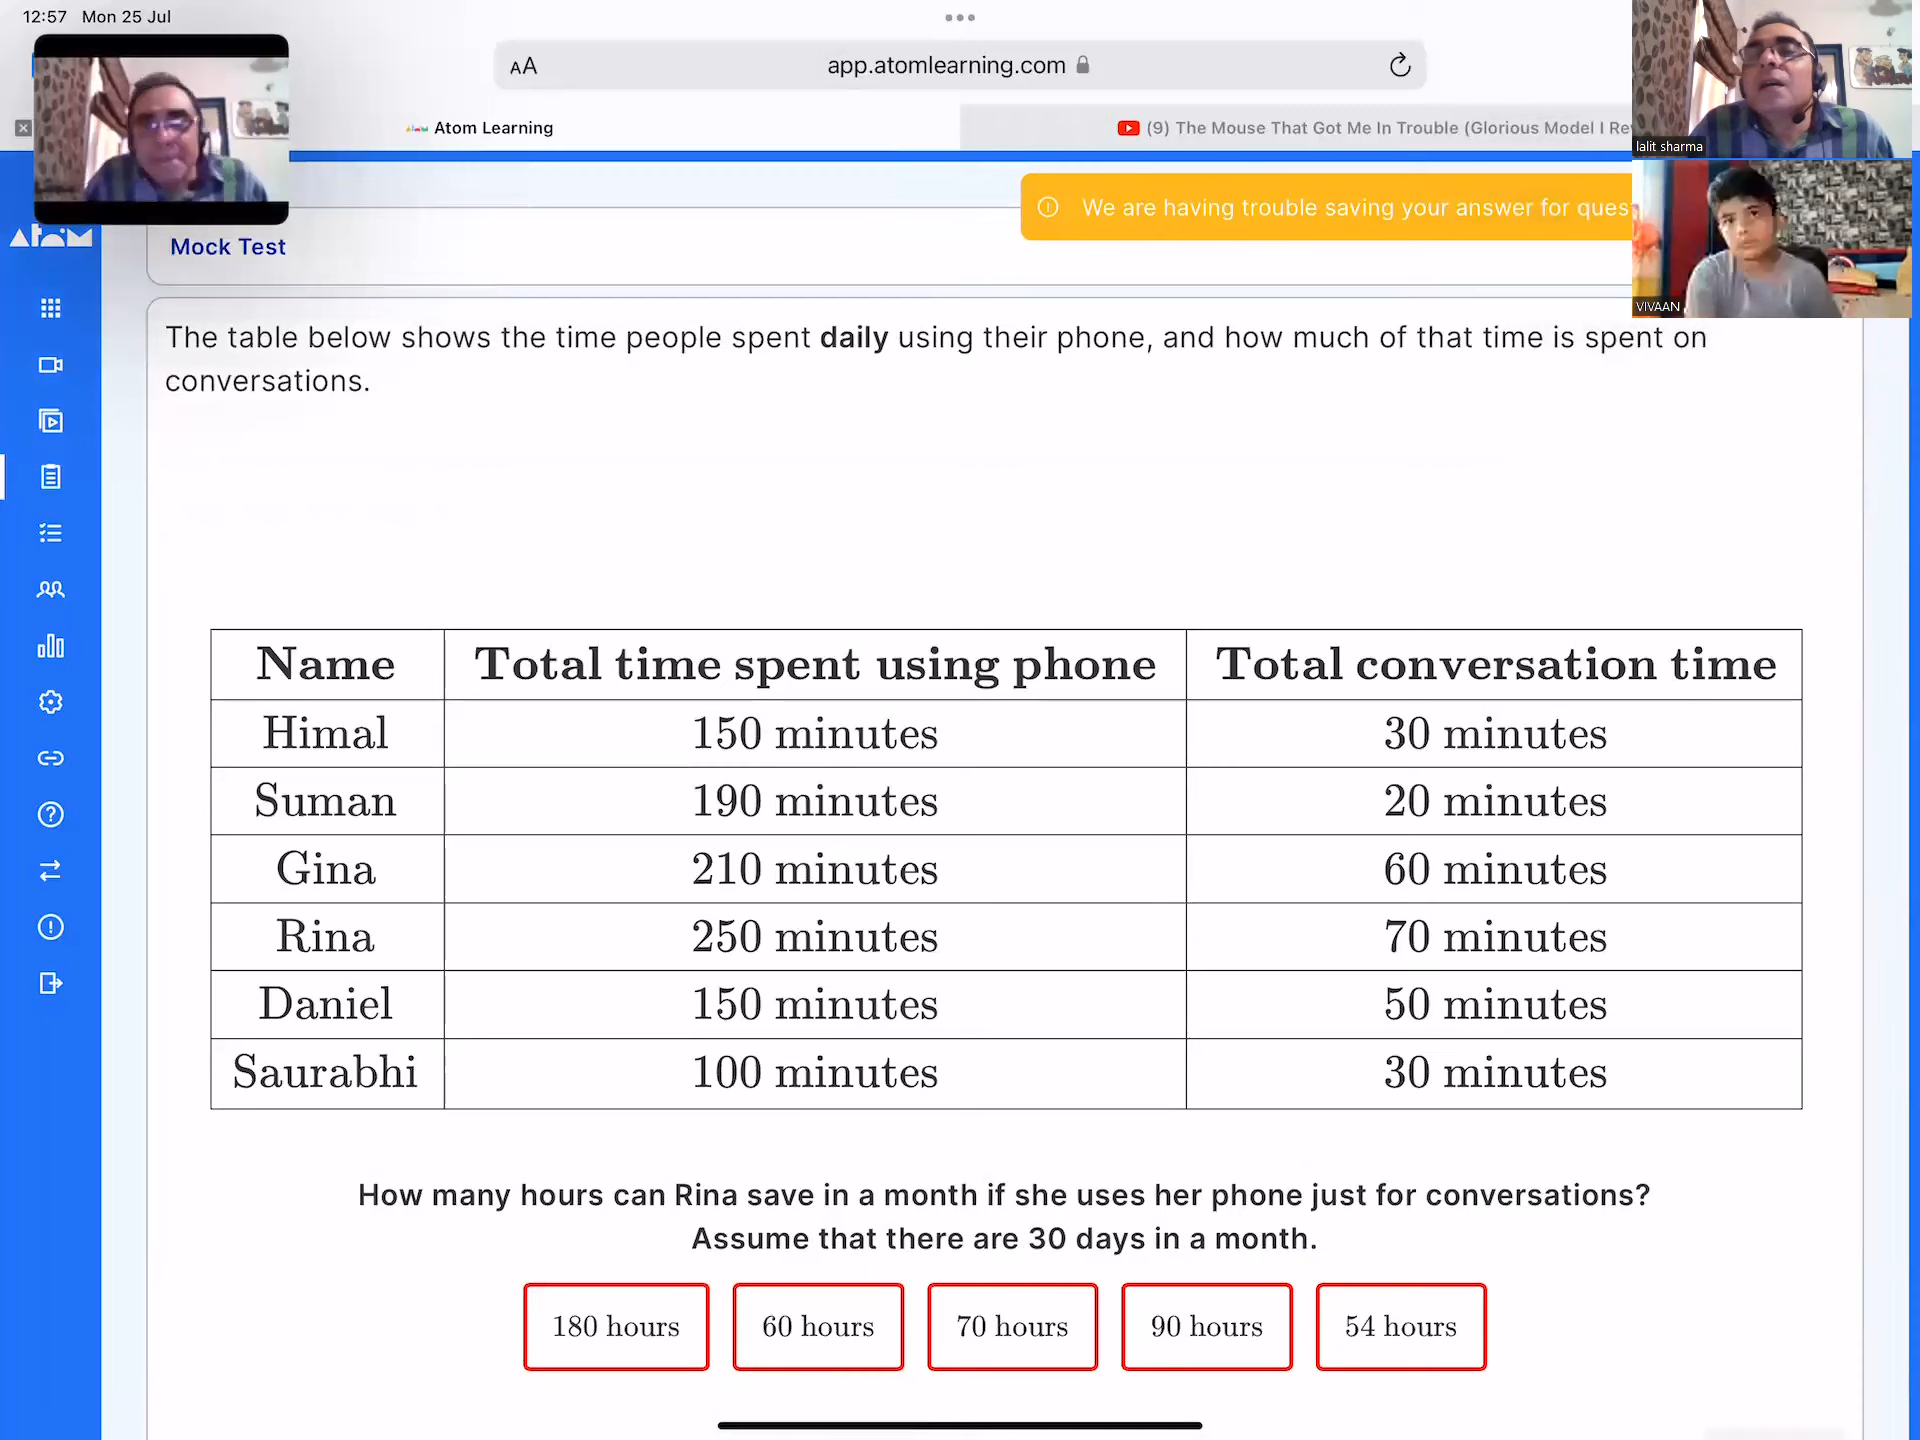 12:57 Mon 25 Jul
AA
app.atomlearning.com
Atom Learning
(9) The Mouse That Got Me In Trouble (Glorious Model I Re
lalit sharma
We are having trouble saving your answer for ques
ATOM
Mock Test
VIVAAN
The table below shows the time people spent daily using their phone, and how much of that time is spent on
conversations.
Name Total time spent using phone Total conversation time
Himal 150 minutes 30 minutes
Suman 190 minutes 20 minutes
Gina 210 minutes 60 minutes
Rina 250 minutes 70 minutes
Daniel 150 minutes 50 minutes
Saurabhi 100 minutes 30 minutes
How many hours can Rina save in a month if she uses her phone just for conversations?
Assume that there are 30 days in a month.
180 hours 60 hours 70 hours 90 hours 54 hours